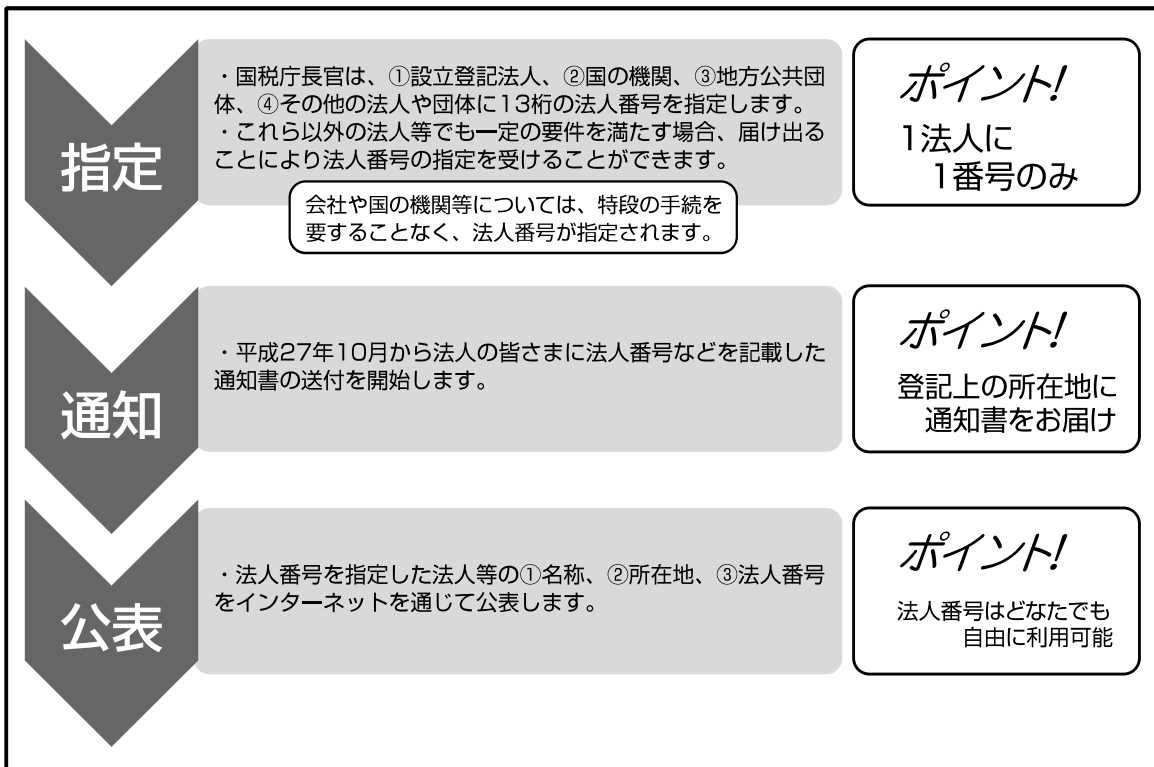 指定
・国税庁長官は、①設立登記法人、②国の機関、③地方公共団
体、④その他の法人や団体に13桁の法人番号を指定します。
・これら以外の法人等でも一定の要件を満たす場合、届け出る
ことにより法人番号の指定を受けることができます。
会社や国の機関等については、特段の手続を
要することなく、法人番号が指定されます。
ポイント!
1法人に
1番号のみ
通知
・平成27年10月から法人の皆さまに法人番号などを記載した
通知書の送付を開始します。
ポイント!
登記上の所在地に
通知書をお届け
公表
・法人番号を指定した法人等の①名称、②所在地、③法人番号
をインターネットを通じて公表します。
ポイント!
法人番号はどなたでも
自由に利用可能